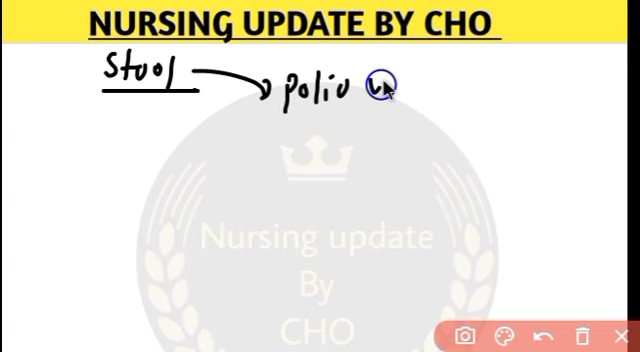 NURSING UPDATE BY CHO
Stool
polio
Nursing update
By
CHO